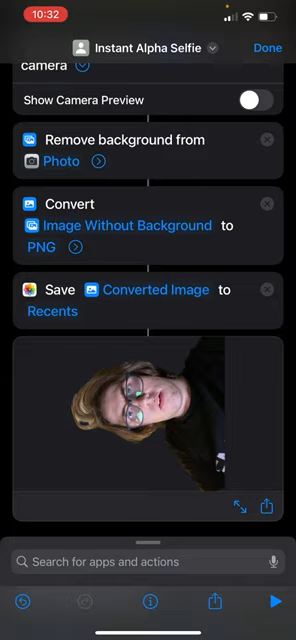 10:32
Instant Alpha Selfie
Done
camera
Show Camera Preview
Remove background from
Photo
Convert
Image Without Background to
PNG
Save Converted Image to
Recents
Search for apps and actions